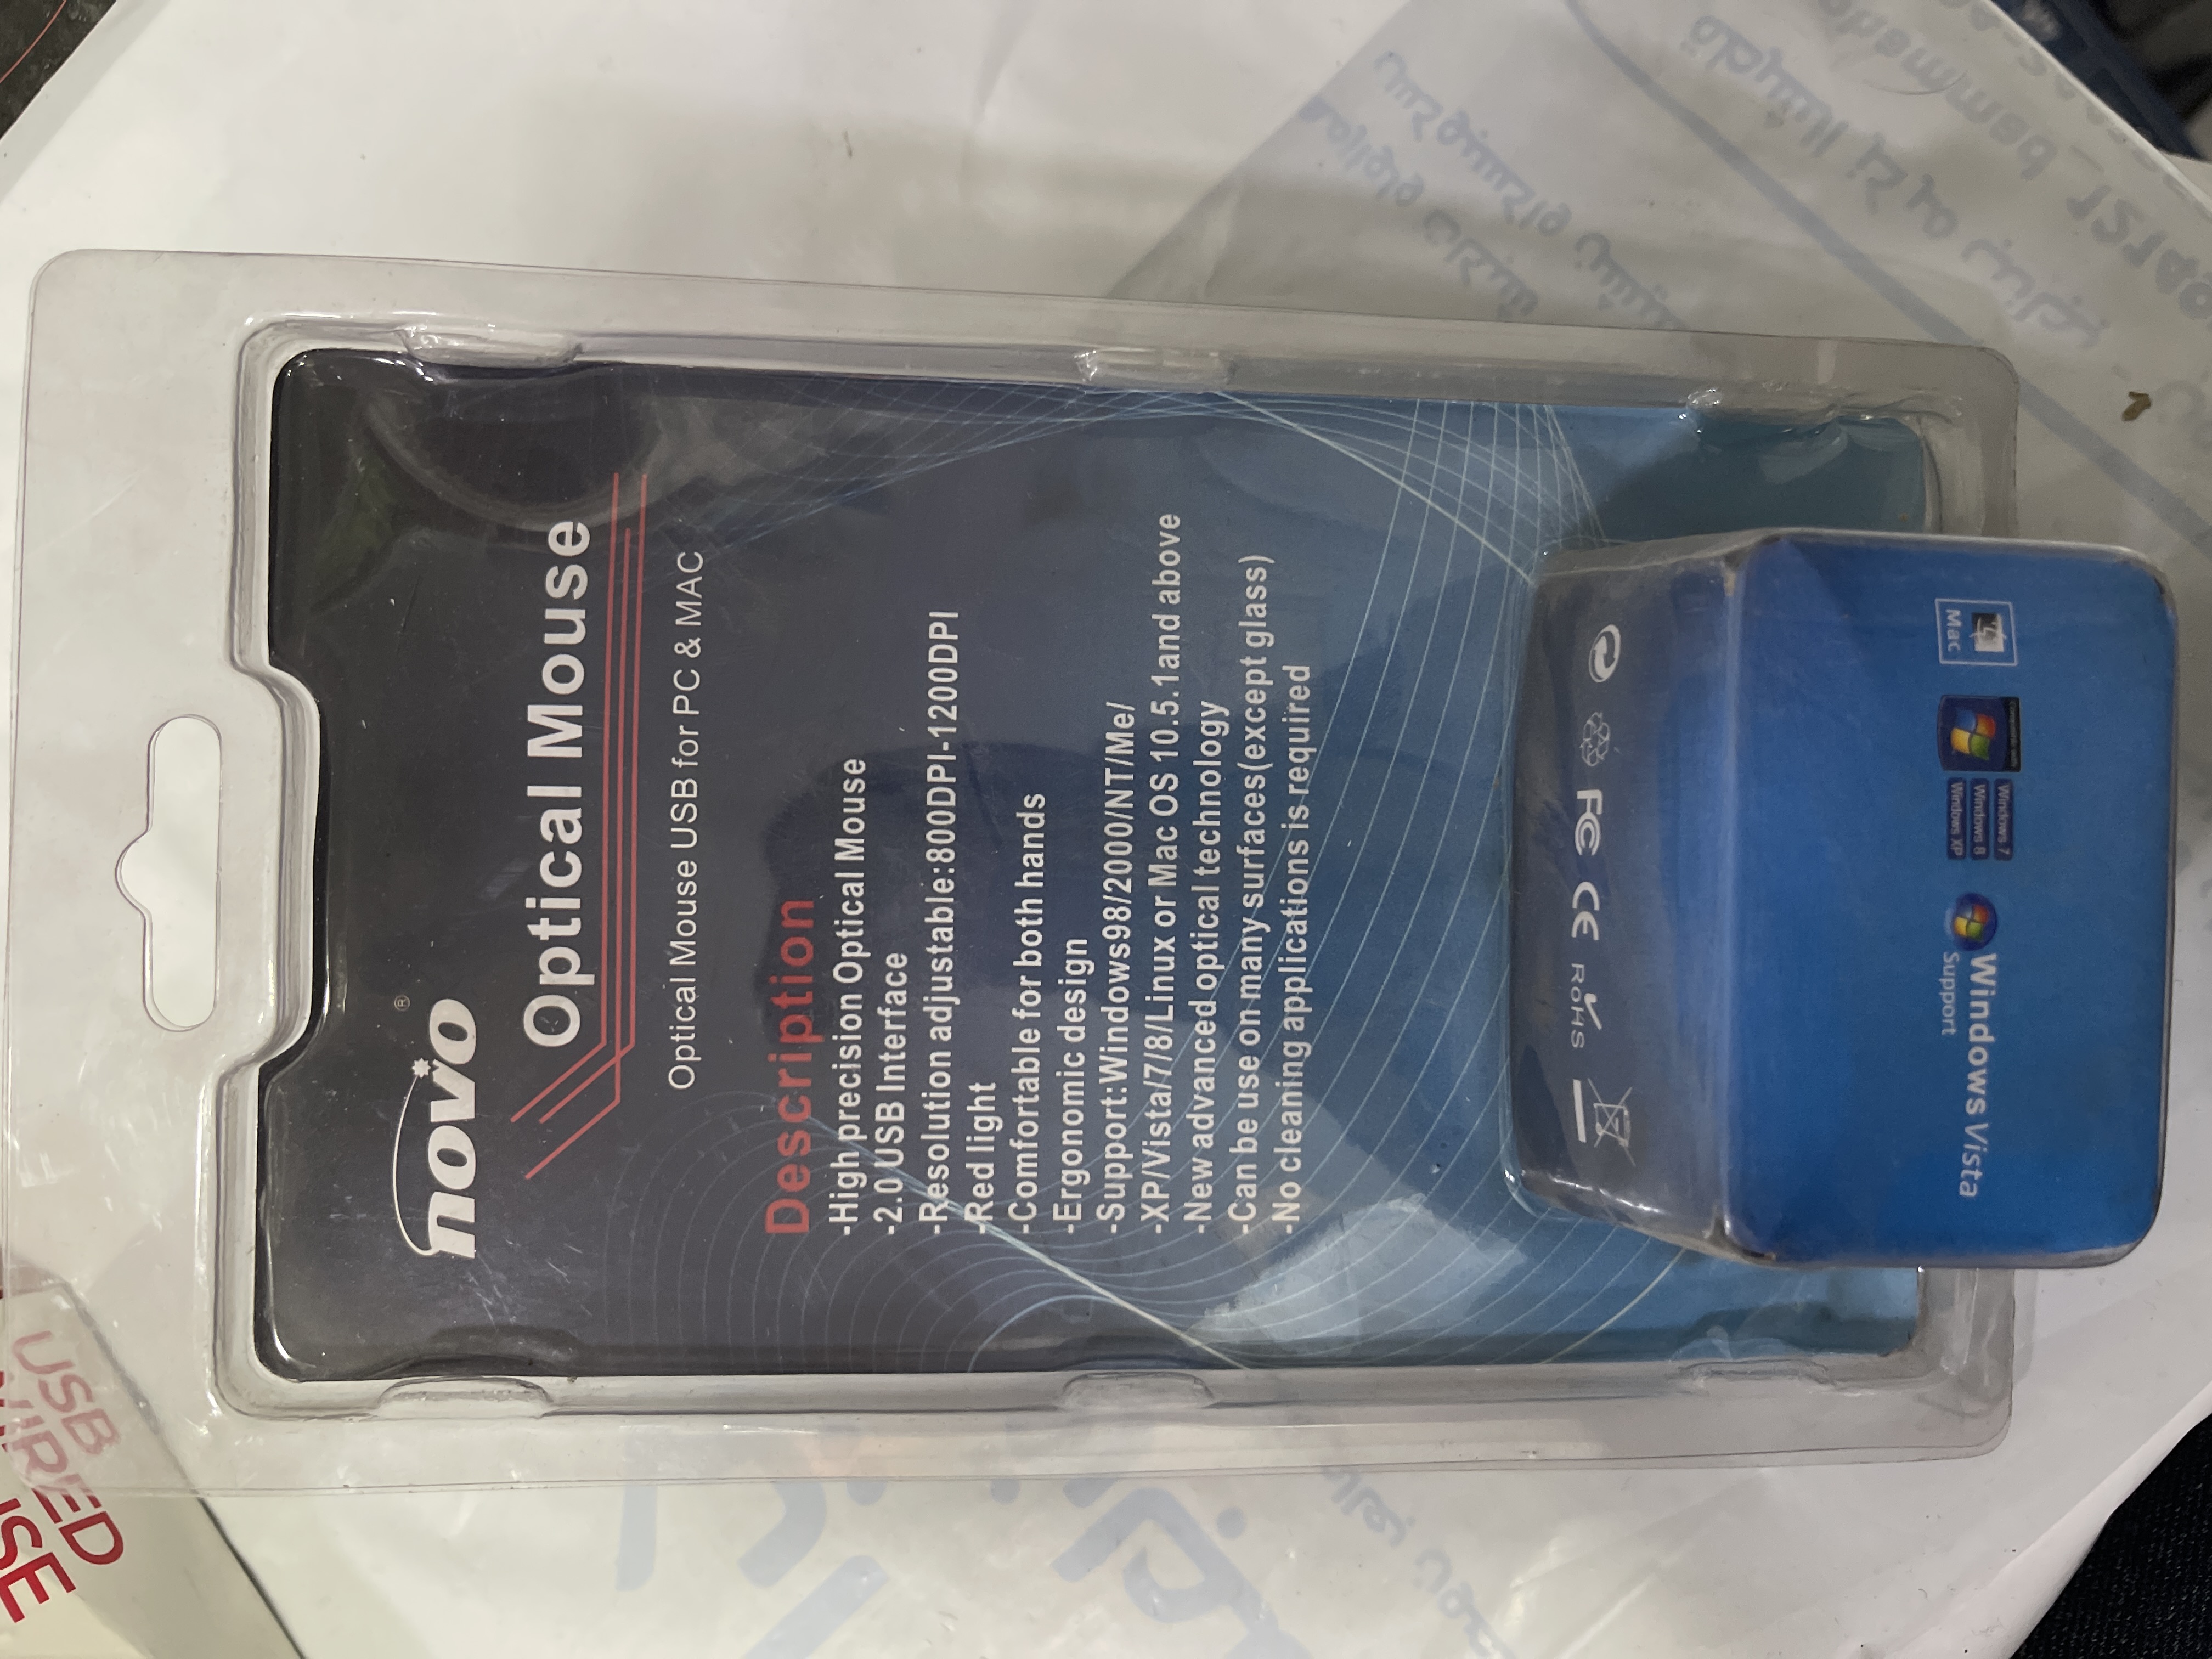 novo®
Optical Mouse
Optical Mouse USB for PC & MAC
Description
-High precision Optical Mouse
-2.0 USB Interface
-Resolution adjustable:800DPI-1200DPI
-Red light
-Comfortable for both hands
-Ergonomic design
-Support:Windows98/2000/NT/Me/
-XP/Vista/7/8/Linux or Mac OS 10.5.1and above
-New advanced optical technology
-Can be use on many surfaces(except glass)
-No cleaning applications is required
RoHS
FC CE
Mac
Windows 7
Windows 8
Windows XP
Windows Vista
Support
USB
WIRED